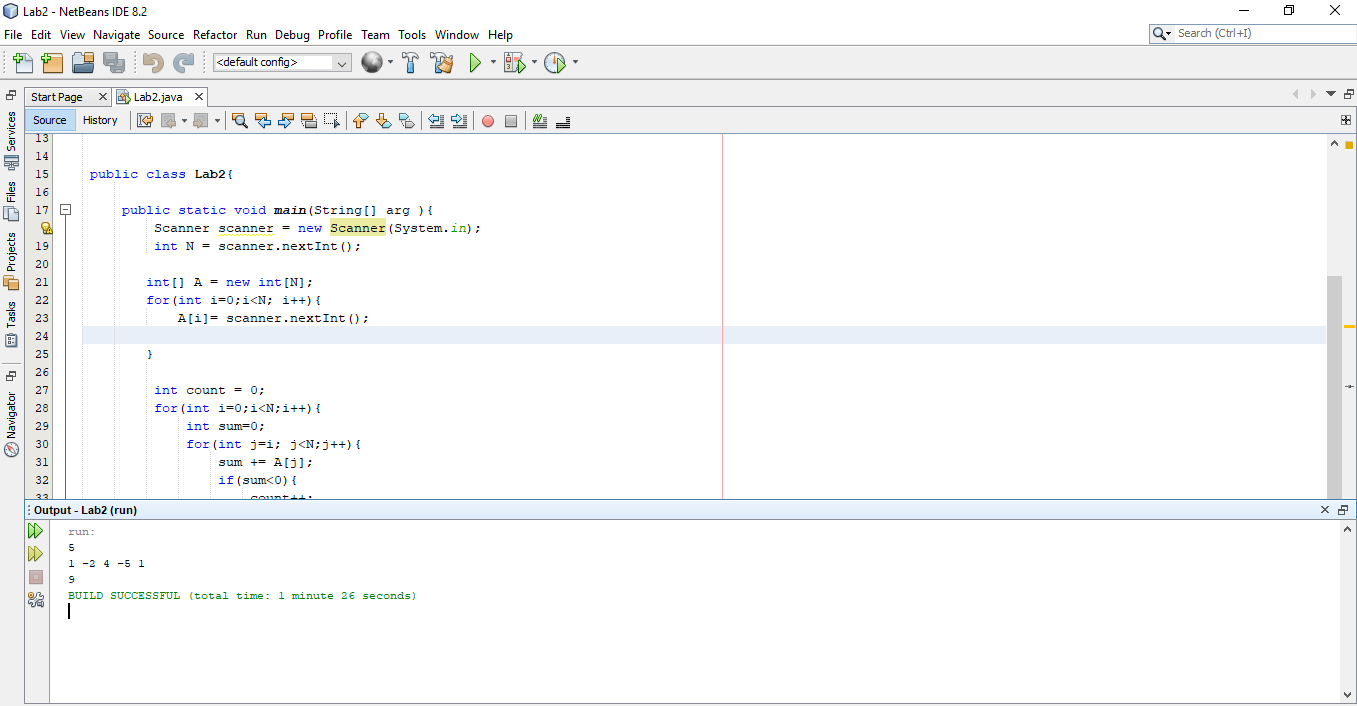 Lab2 - NetBeans IDE 8.2
File Edit View Navigate Source Refactor Run Debug Profile Team Tools Window Help
Search (Ctrl+I)
<default config>
Start Page
Lab2.java
Source History
Services
Files
Projects
Tasks
Navigator
13
14
15 public class Lab2{
16
17 public static void main(String[] arg ){
Scanner scanner = new Scanner(System.in);
19 int N = scanner.nextInt();
20
21 int[] A = new int[N];
22 for(int i=0;i<N; i++){
23 A[i]= scanner.nextInt();
24
25 }
26
27 int count = 0;
28 for(int i=0;i<N;i++){
29 int sum=0;
30 for(int j=i; j<N;j++){
31 sum += A[j];
32 if(sum<0){
33 count++;
Output - Lab2 (run)
run:
5
1 -2 4 -5 1
9
BUILD SUCCESSFUL (total time: 1 minute 26 seconds)